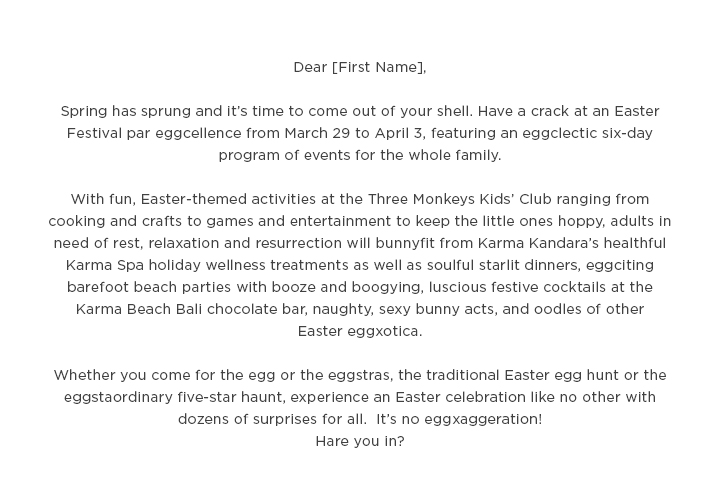 Dear [First Name],
Spring has sprung and it's time to come out of your shell. Have a crack at an Easter
Festival par eggcellence from March 29 to April 3, featuring an eggclectic six-day
program of events for the whole family.
With fun, Easter-themed activities at the Three Monkeys Kids' Club ranging from
cooking and crafts to games and entertainment to keep the little ones hoppy, adults in
need of rest, relaxation and resurrection will bunnyfit from Karma Kandara's healthful
Karma Spa holiday wellness treatments as well as soulful starlit dinners, eggciting
barefoot beach parties with booze and boogying, luscious festive cocktails at the
Karma Beach Bali chocolate bar, naughty, sexy bunny acts, and oodles of other
Easter eggxotica.
Whether you come for the egg or the eggstras, the traditional Easter egg hunt or the
eggstaordinary five-star haunt, experience an Easter celebration like no other with
dozens of surprises for all.  It's no eggxaggeration!
Hare you in?